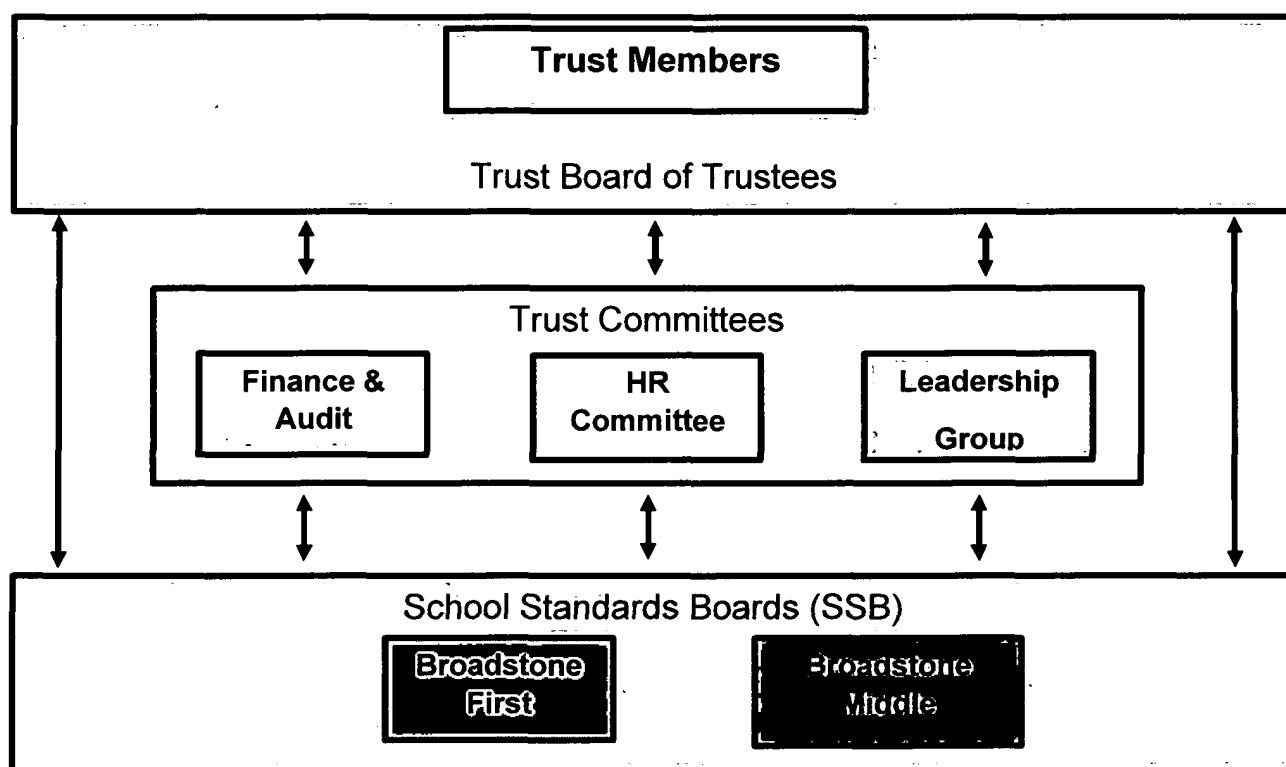 Trust Members
Trust Board of Trustees
Trust Committees
Finance &
Audit
HR
Committee
Leadership
Group
School Standards Boards (SSB)
Broadstone
First
Broadstone
Middle